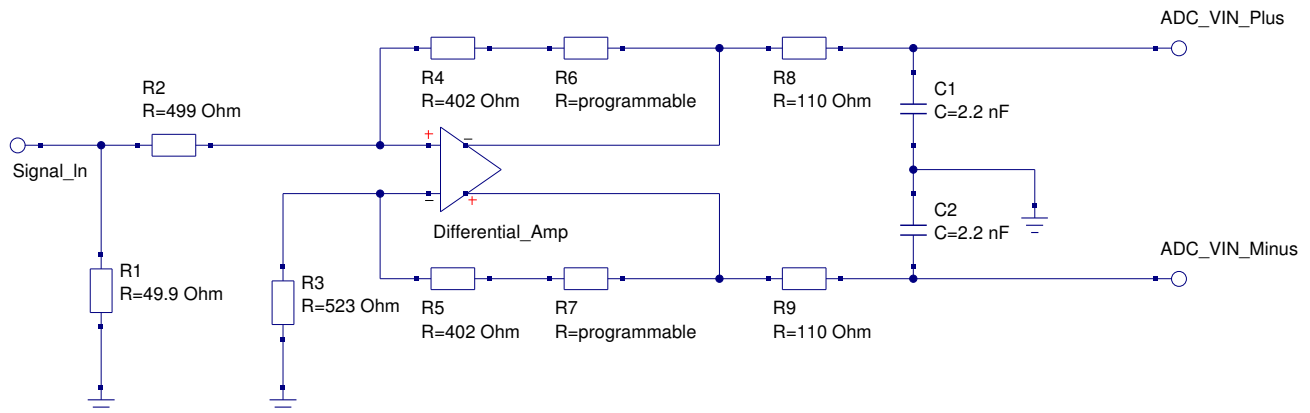 ADC_VIN_Plus
R4
R=402 Ohm
R6
R=programmable
R8
R=110 Ohm
R2
R=499 Ohm
C1
C=2.2 nF
+
−
Signal_In
−
+
Differential_Amp
C2
C=2.2 nF
ADC_VIN_Minus
R1
R=49.9 Ohm
R3
R=523 Ohm
R5
R=402 Ohm
R7
R=programmable
R9
R=110 Ohm